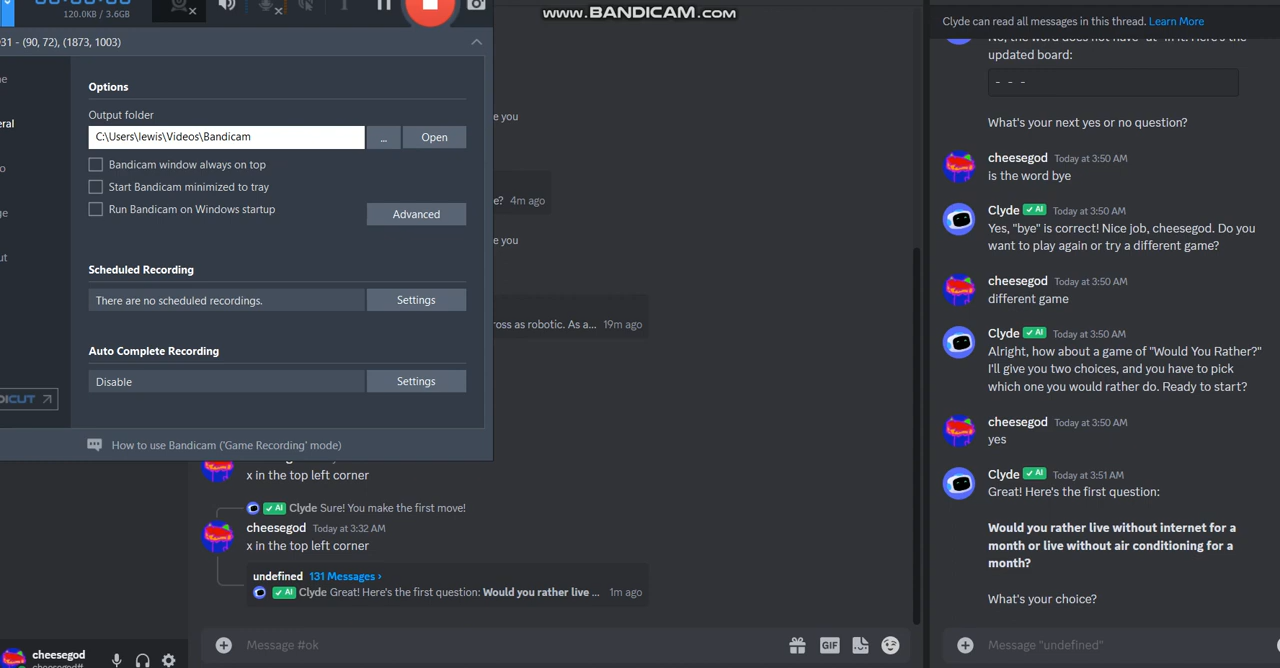 120.0KB / 3.6GB
www.BANDICAM.com
931 - (90, 72), (1873, 1003)
Options
Output folder
C:\Users\lewis\Videos\Bandicam
...
Open
Bandicam window always on top
Start Bandicam minimized to tray
Run Bandicam on Windows startup
Advanced
Scheduled Recording
There are no scheduled recordings.
Settings
Auto Complete Recording
Disable
Settings
How to use Bandicam ('Game Recording' mode)
e you
e? 4m ago
e you
ross as robotic. As a... 19m ago
x in the top left corner
AI Clyde Sure! You make the first move!
cheesegod Today at 3:32 AM
x in the top left corner
undefined 131 Messages ›
AI Clyde Great! Here's the first question: Would you rather live ... 1m ago
cheesegod
Message #ok
GIF
Clyde can read all messages in this thread. Learn More
updated board:
- - -
What's your next yes or no question?
cheesegod Today at 3:50 AM
is the word bye
Clyde AI Today at 3:50 AM
Yes, "bye" is correct! Nice job, cheesegod. Do you
want to play again or try a different game?
cheesegod Today at 3:50 AM
different game
Clyde AI Today at 3:50 AM
Alright, how about a game of "Would You Rather?"
I'll give you two choices, and you have to pick
which one you would rather do. Ready to start?
cheesegod Today at 3:50 AM
yes
Clyde AI Today at 3:51 AM
Great! Here's the first question:
Would you rather live without internet for a
month or live without air conditioning for a
month?
What's your choice?
Message "undefined"